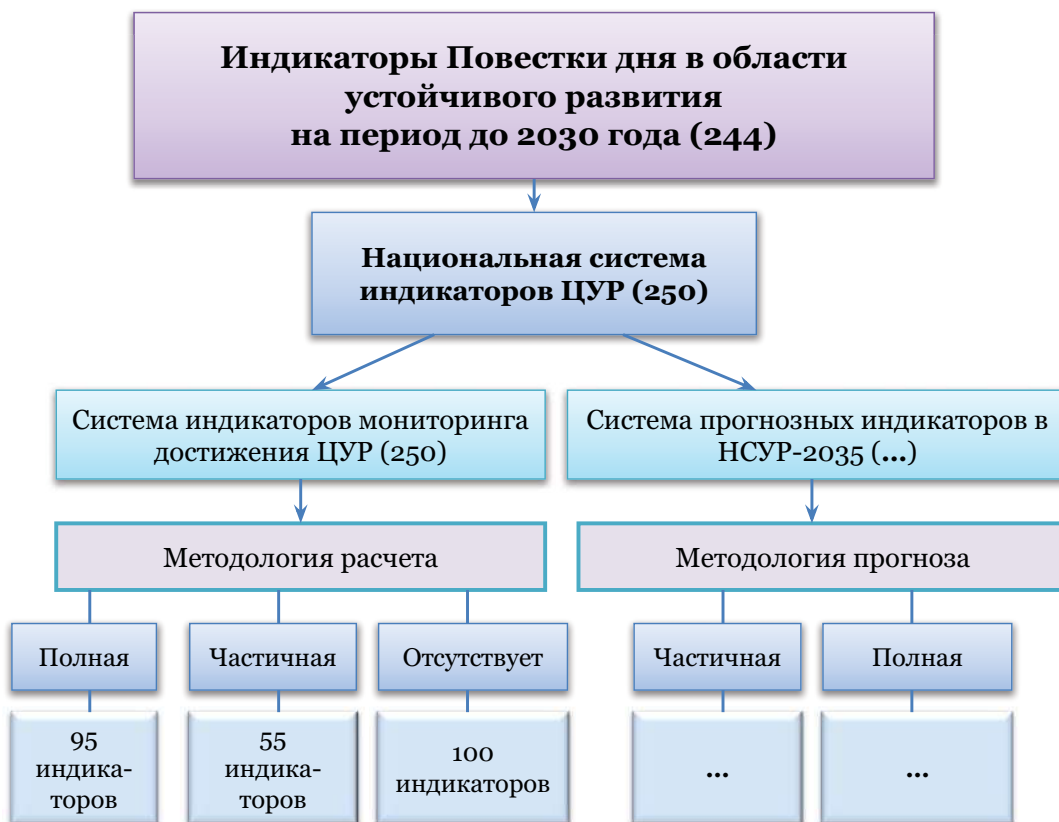 Индикаторы Повестки дня в области
устойчивого развития
на период до 2030 года (244)
Национальная система
индикаторов ЦУР (250)
Система индикаторов мониторинга
достижения ЦУР (250)
Система прогнозных индикаторов в
НСУР-2035 (...)
Методология расчета
Методология прогноза
Полная
Частичная
Отсутствует
Частичная
Полная
95
индика-
торов
55
индика-
торов
100
индикаторов
...
...